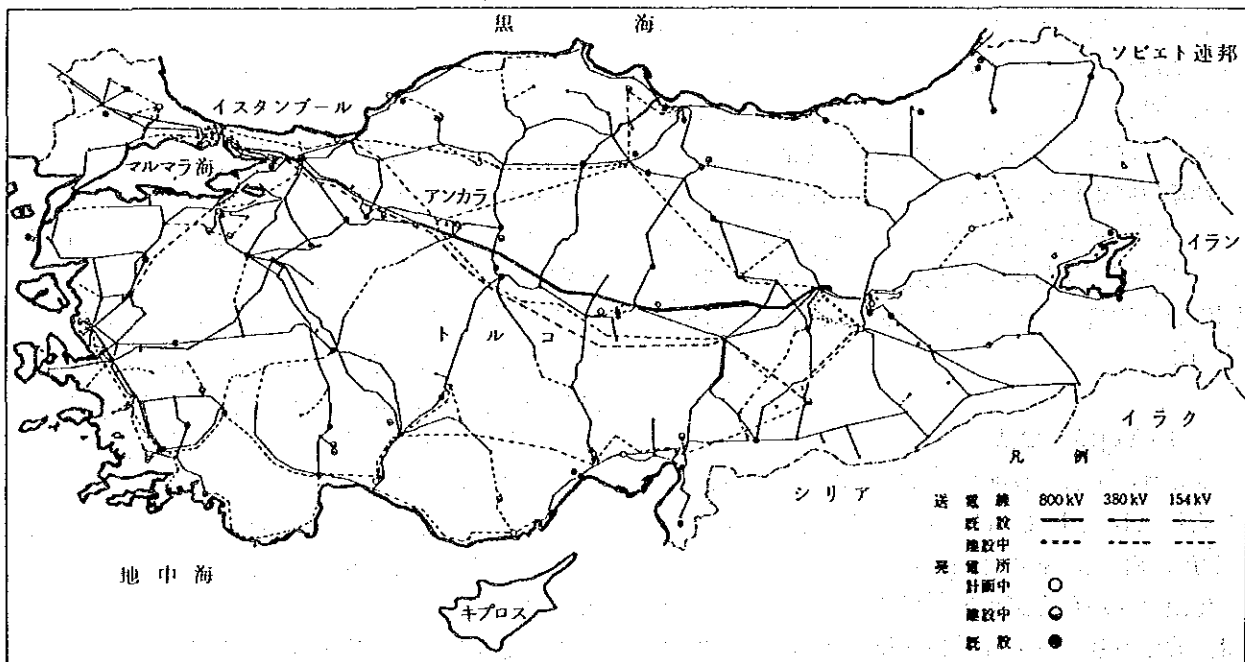 黒海
ソビエト連邦
イスタンブール
マルマラ海
アンカラ
イラン
トルコ
イラク
シリア
地中海
キプロス
凡例
送電線 800kV 380kV 154kV
既設
建設中
発電所
計画中
建設中
既設